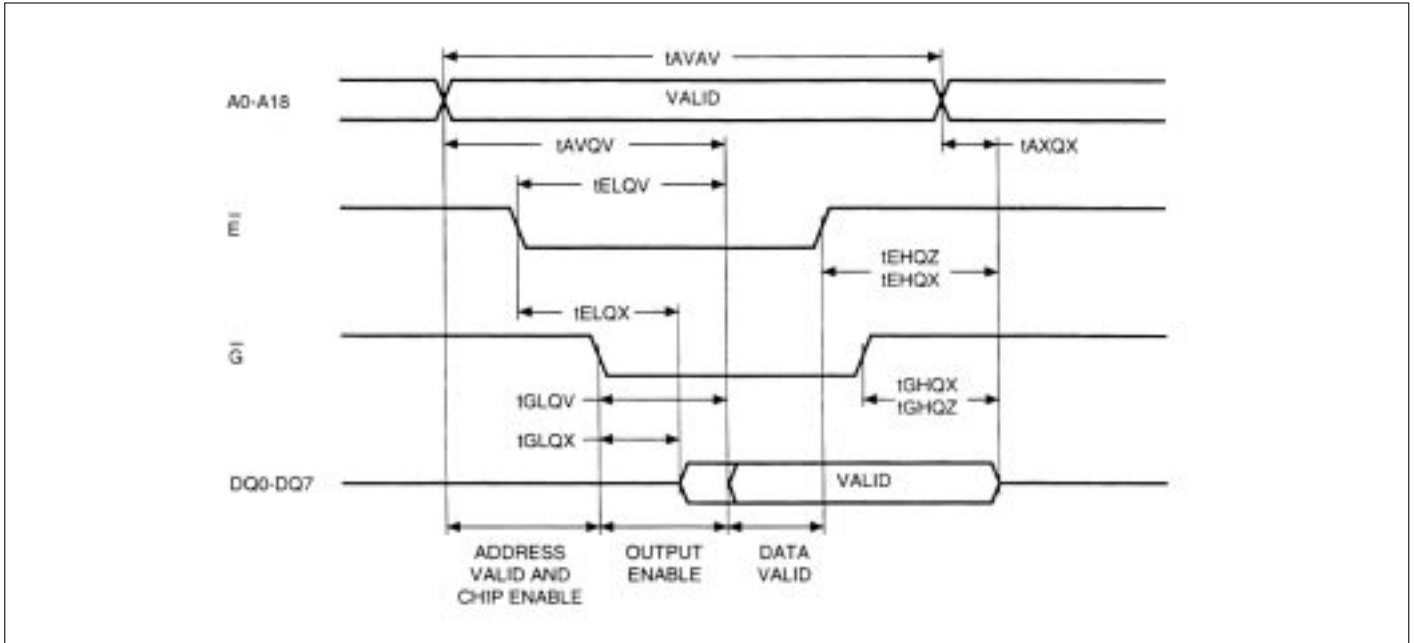 tAVAV
A0-A18
VALID
tAVQV
tAXQX
tELQV
E
tEHQZ
tEHQX
tELQX
G
tGHQX
tGHQZ
tGLQV
tGLQX
DQ0-DQ7
VALID
ADDRESS
VALID AND
CHIP ENABLE
OUTPUT
ENABLE
DATA
VALID